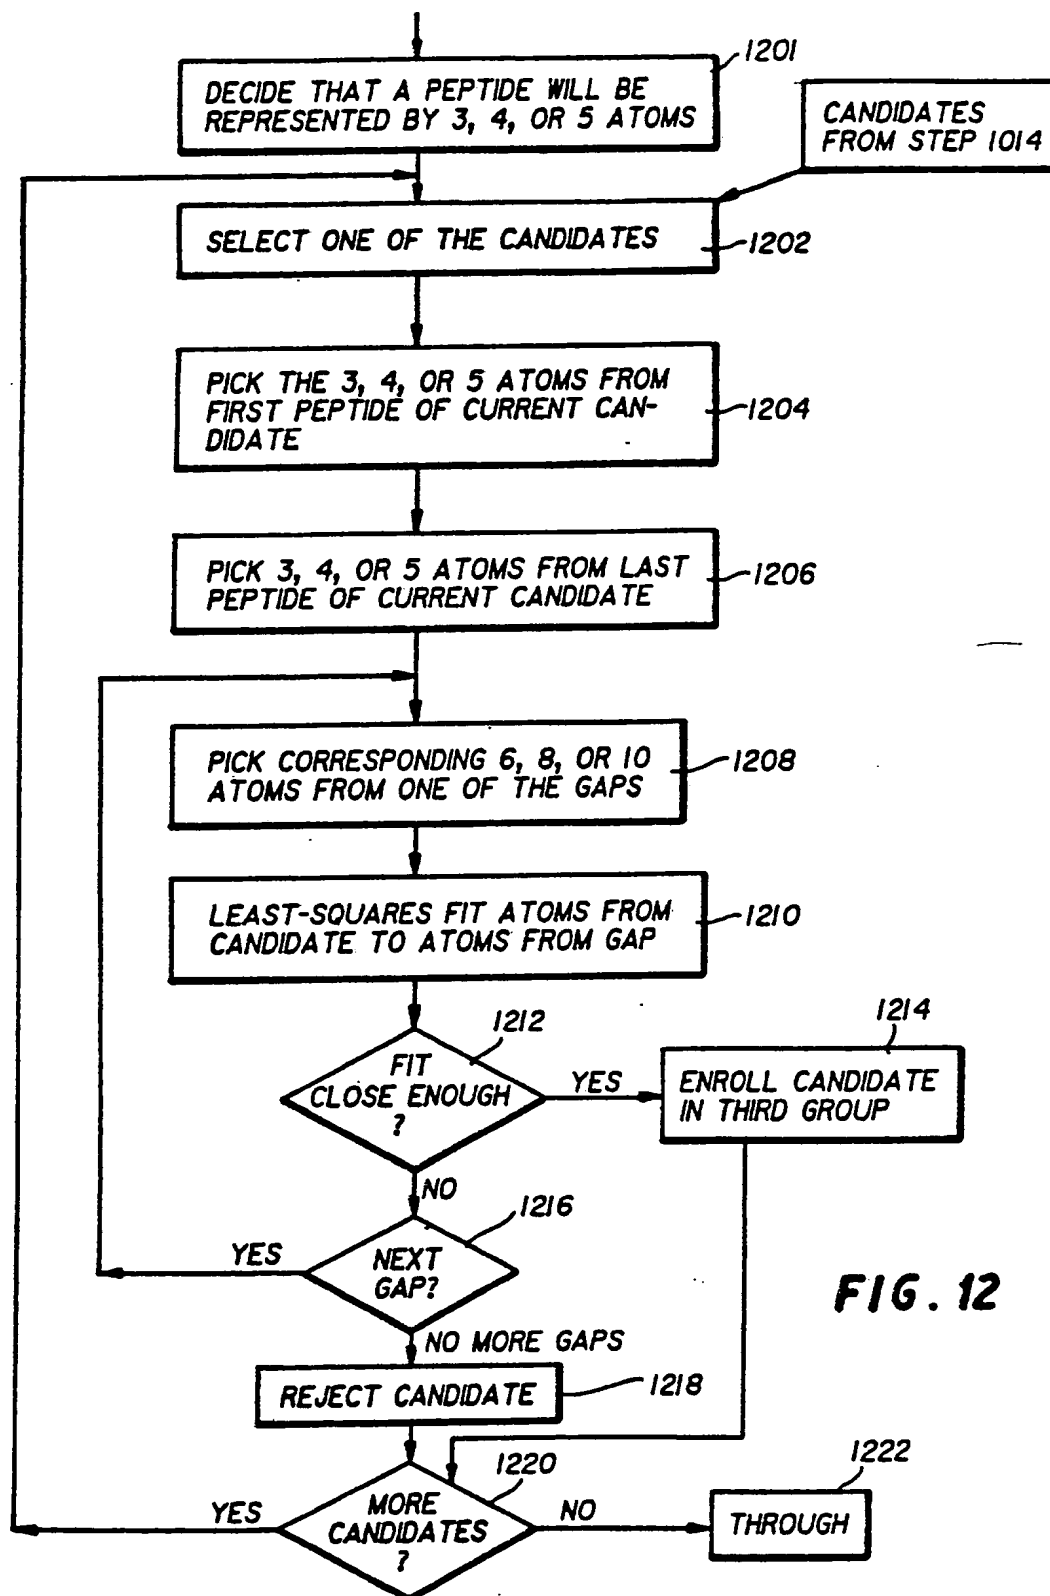 1201
DECIDE THAT A PEPTIDE WILL BE
REPRESENTED BY 3, 4, OR 5 ATOMS
CANDIDATES
FROM STEP 1014
SELECT ONE OF THE CANDIDATES
1202
PICK THE 3, 4, OR 5 ATOMS FROM
FIRST PEPTIDE OF CURRENT CAN-
DIDATE
1204
PICK 3, 4, OR 5 ATOMS FROM LAST
PEPTIDE OF CURRENT CANDIDATE
1206
PICK CORRESPONDING 6, 8, OR 10
ATOMS FROM ONE OF THE GAPS
1208
LEAST-SQUARES FIT ATOMS FROM
CANDIDATE TO ATOMS FROM GAP
1210
1212
FIT
CLOSE ENOUGH
?
YES
1214
ENROLL CANDIDATE
IN THIRD GROUP
NO
1216
NEXT
GAP?
YES
NO MORE GAPS
FIG. 12
REJECT CANDIDATE
1218
1220
MORE
CANDIDATES
?
YES
NO
1222
THROUGH